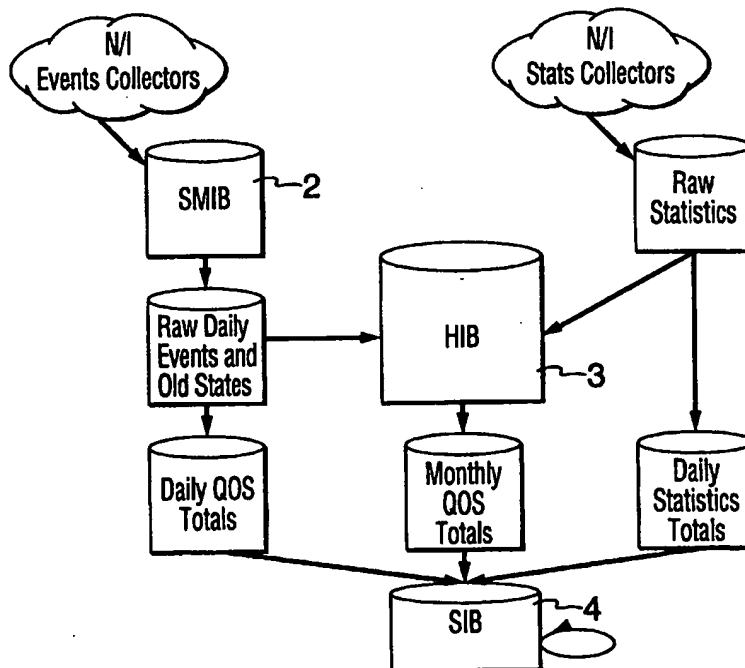 N/I
Events Collectors
N/I
Stats Collectors
SMIB
2
Raw
Statistics
Raw Daily
Events and
Old States
HIB
3
Daily QOS
Totals
Monthly
QOS
Totals
Daily
Statistics
Totals
SIB
4